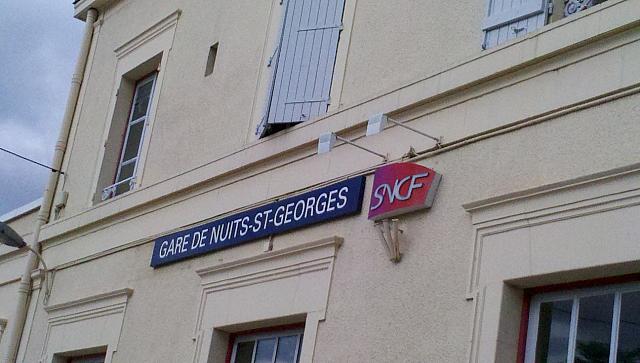 GARE DE NUITS-ST-GEORGES
SNCF